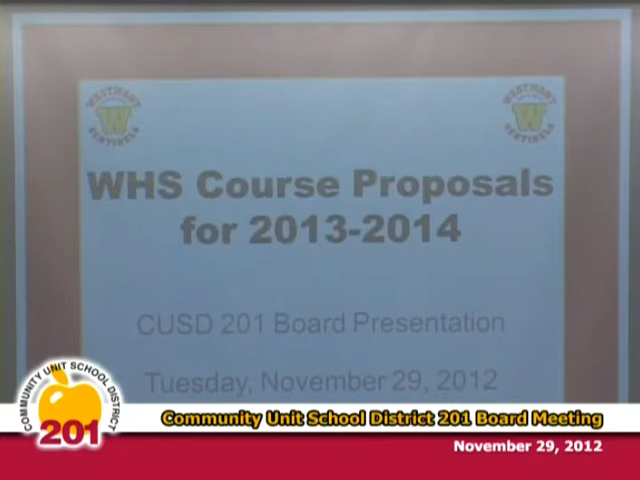 WESTMONT
W
SENTINELS
WESTMONT
W
SENTINELS
WHS Course Proposals
for 2013-2014
CUSD 201 Board Presentation
Tuesday, November 29, 2012
COMMUNITY UNIT SCHOOL DISTRICT
201
Community Unit School District 201 Board Meeting
November 29, 2012